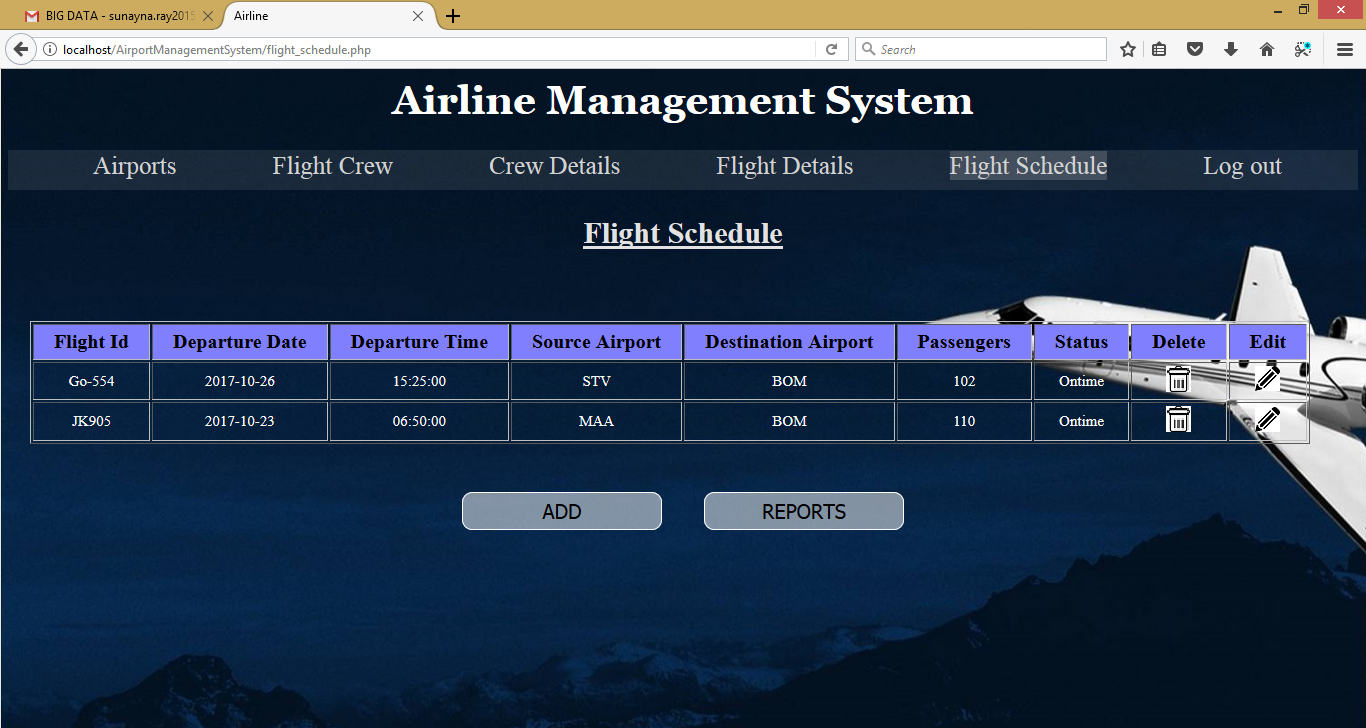 BIG DATA - sunayna.ray2015
Airline
localhost/AirportManagementSystem/flight_schedule.php
Search
Airline Management System
Airports Flight Crew Crew Details Flight Details Flight Schedule Log out
Flight Schedule
Flight Id Departure Date Departure Time Source Airport Destination Airport Passengers Status Delete Edit
Go-554 2017-10-26 15:25:00 STV BOM 102 Ontime
JK905 2017-10-23 06:50:00 MAA BOM 110 Ontime
ADD REPORTS